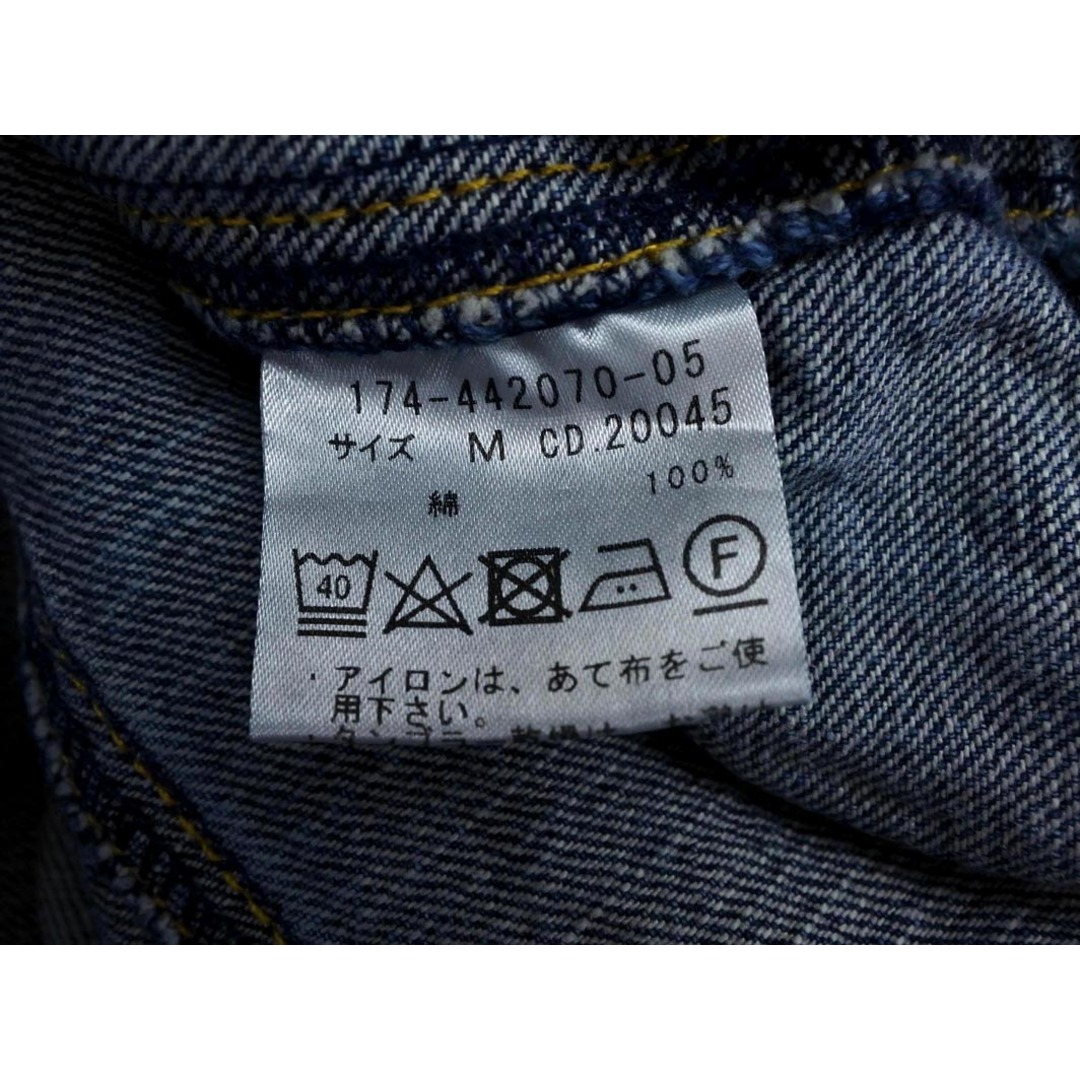 174-442070-05
サイズ M CD.20045
綿 100%
40 F
・アイロンは、あて布をご使
用下さい。